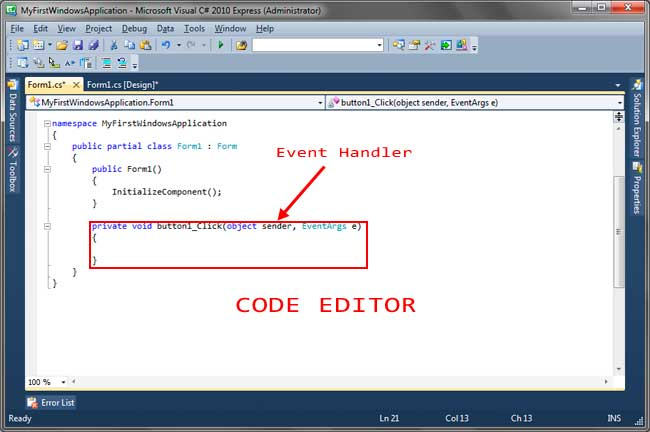 MyFirstWindowsApplication - Microsoft Visual C# 2010 Express (Administrator)
File Edit View Project Debug Data Tools Window Help
Form1.cs* Form1.cs [Design]*
MyFirstWindowsApplication.Form1 button1_Click(object sender, EventArgs e)
Data Sources
Toolbox
Solution Explorer
Properties
namespace MyFirstWindowsApplication
{
public partial class Form1 : Form
{
Event Handler
public Form1()
{
InitializeComponent();
}
private void button1_Click(object sender, EventArgs e)
{
}
}
}
CODE EDITOR
100 %
Error List
Ready Ln 21 Col 13 Ch 13 INS